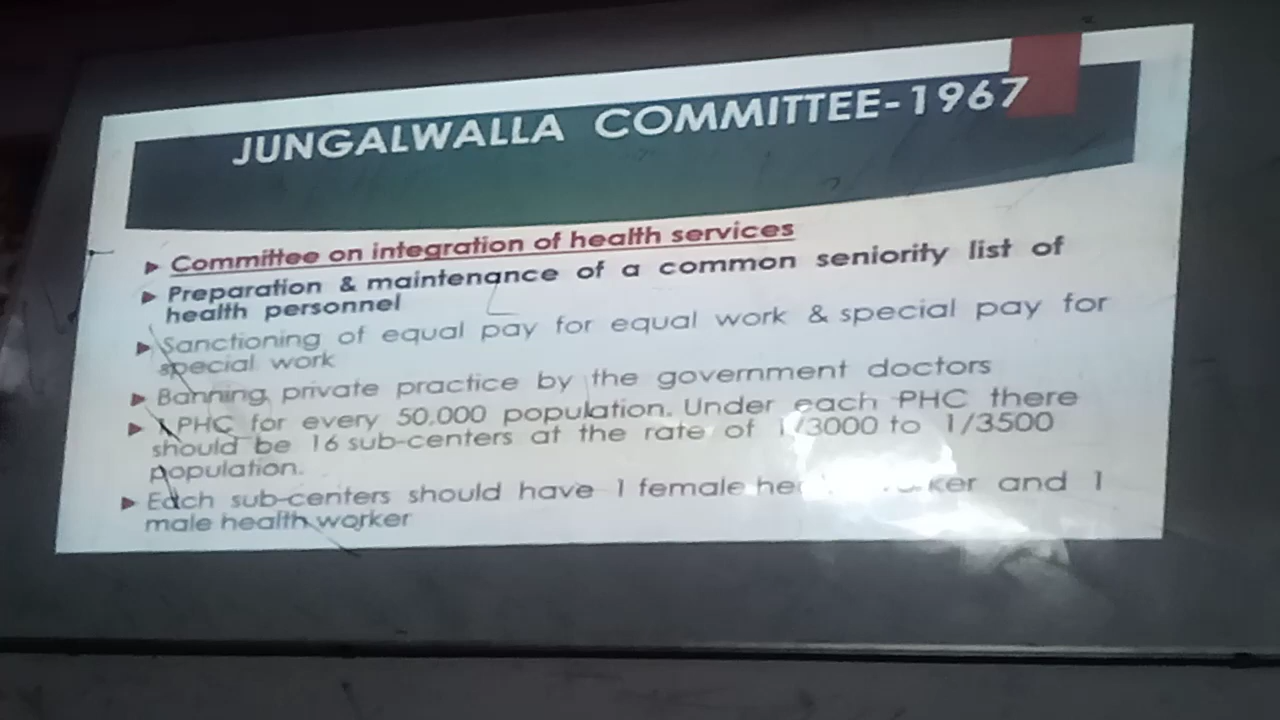 JUNGALWALLA COMMITTEE-1967
Committee on integration of health services
Preparation & maintenance of a common seniority list of
health personnel
Sanctioning of equal pay for equal work & special pay for
special work
Banning private practice by the government doctors
1 PHC for every 50,000 population. Under each PHC there
should be 16 sub-centers at the rate of 1/3000 to 1/3500
population.
Each sub-centers should have 1 female and 1
male health worker